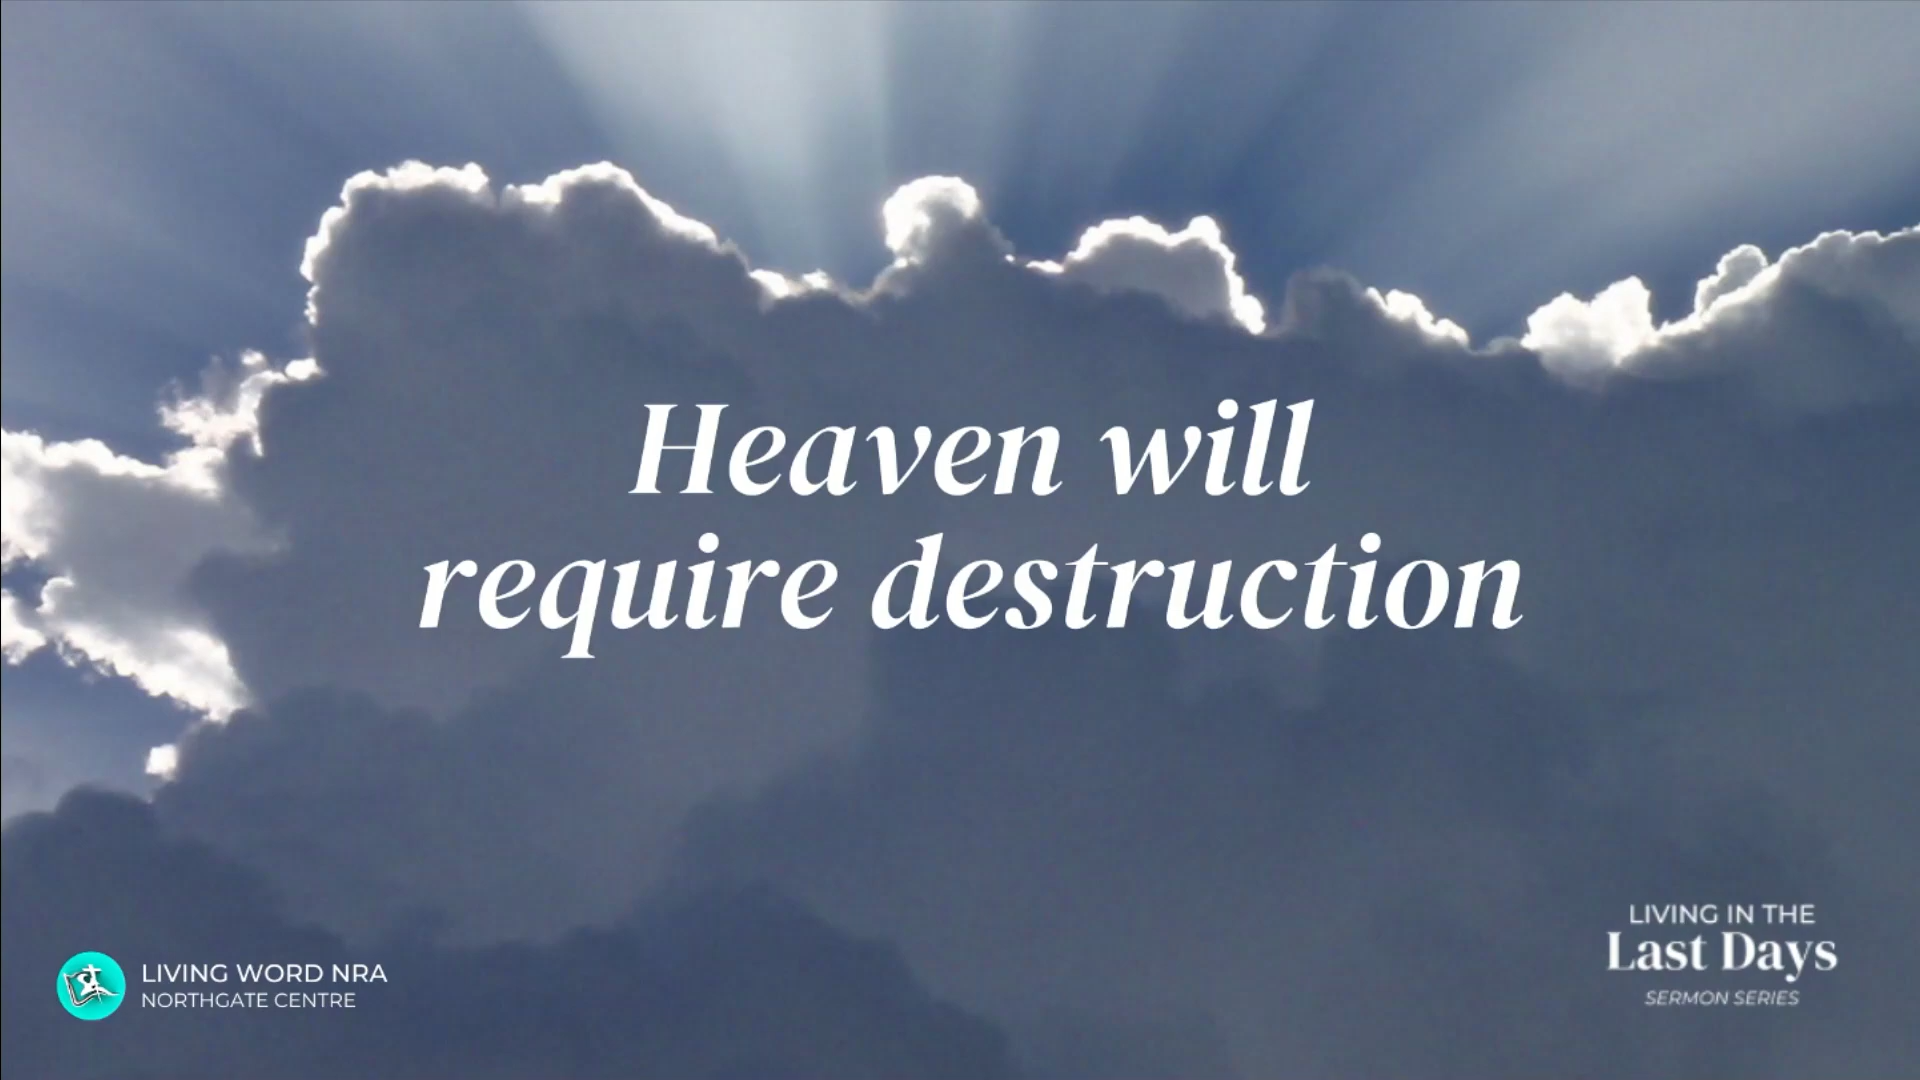 Heaven will
require destruction
LIVING WORD NRA
NORTHGATE CENTRE
LIVING IN THE
Last Days
SERMON SERIES